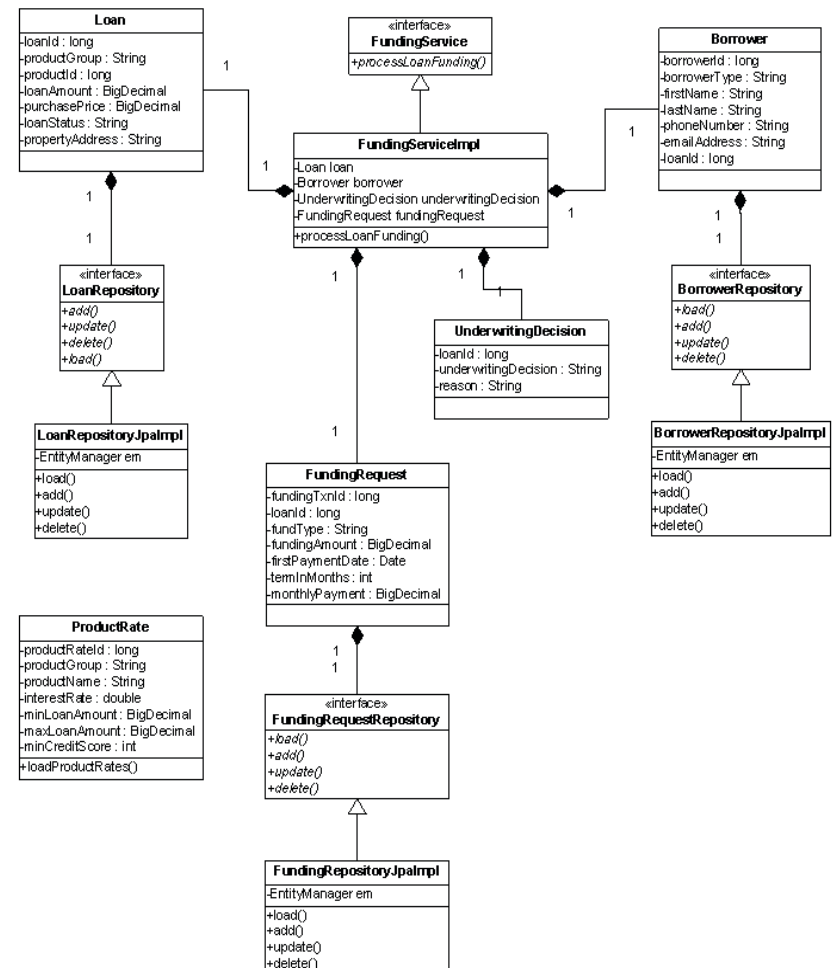 Loan
-loanId : long
-productGroup : String
-productId : long
-loanAmount : BigDecimal
-purchasePrice : BigDecimal
-loanStatus : String
-propertyAddress : String
«interface»
FundingService
+processLoanFunding()
Borrower
-borrowerId : long
-borrowerType : String
-firstName : String
-lastName : String
-phoneNumber : String
-emailAddress : String
-loanId : long
1
1
1
1
FundingServiceImpl
-Loan loan
-Borrower borrower
-UnderwritingDecision underwritingDecision
-FundingRequest fundingRequest
+processLoanFunding()
1
1
1
1
1
1
1
1
«interface»
LoanRepository
+add()
+update()
+delete()
+load()
«interface»
BorrowerRepository
+load()
+add()
+update()
+delete()
UnderwritingDecision
-loanId : long
-underwritingDecision : String
-reason : String
LoanRepositoryJpaImpl
-EntityManager em
+load()
+add()
+update()
+delete()
BorrowerRepositoryJpaImpl
-EntityManager em
+load()
+add()
+update()
+delete()
FundingRequest
-fundingTxnId : long
-loanId : long
-fundType : String
-fundingAmount : BigDecimal
-firstPaymentDate : Date
-termInMonths : int
-monthlyPayment : BigDecimal
ProductRate
-productRateId : long
-productGroup : String
-productName : String
-interestRate : double
-minLoanAmount : BigDecimal
-maxLoanAmount : BigDecimal
-minCreditScore : int
+loadProductRates()
1
1
«interface»
FundingRequestRepository
+load()
+add()
+update()
+delete()
FundingRepositoryJpaImpl
-EntityManager em
+load()
+add()
+update()
+delete()